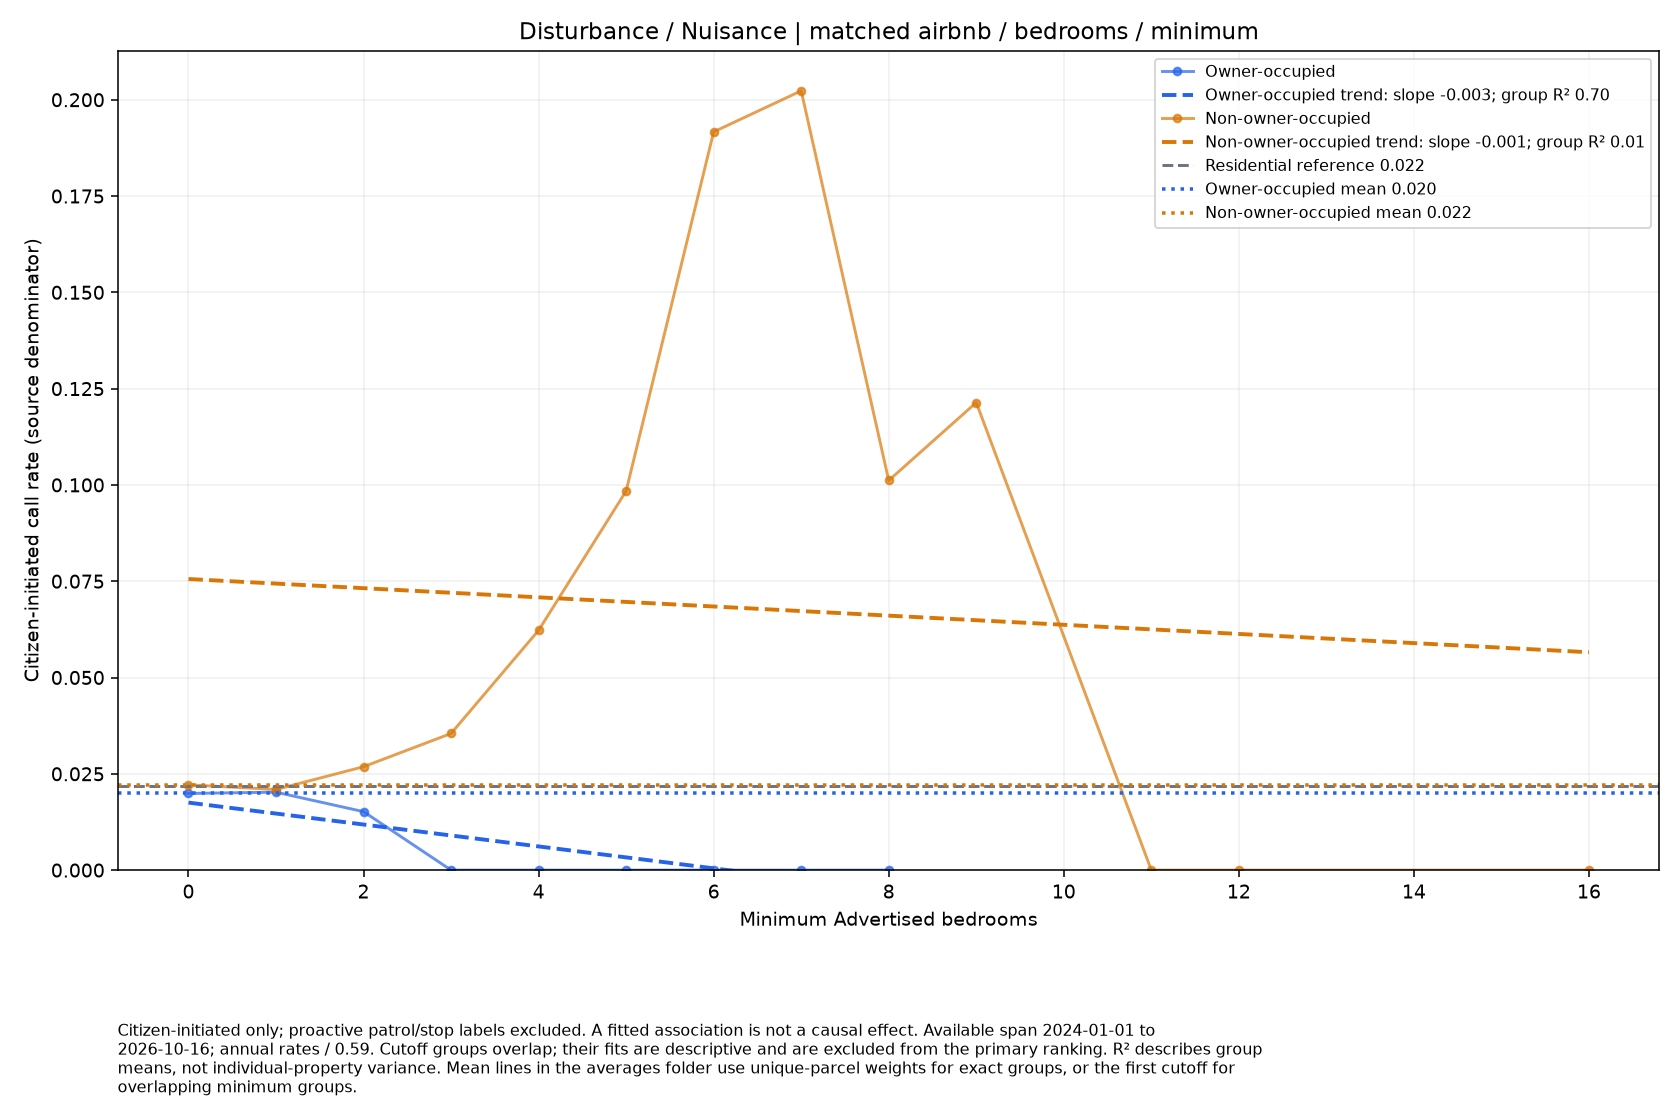 Disturbance / Nuisance | matched airbnb / bedrooms / minimum
Owner-occupied
Owner-occupied trend: slope -0.003; group R² 0.70
Non-owner-occupied
Non-owner-occupied trend: slope -0.001; group R² 0.01
Residential reference 0.022
Owner-occupied mean 0.020
Non-owner-occupied mean 0.022
Citizen-initiated call rate (source denominator)
0.200
0.175
0.150
0.125
0.100
0.075
0.050
0.025
0.000
0 2 4 6 8 10 12 14 16
Minimum Advertised bedrooms
Citizen-initiated only; proactive patrol/stop labels excluded. A fitted association is not a causal effect. Available span 2024-01-01 to
2026-10-16; annual rates / 0.59. Cutoff groups overlap; their fits are descriptive and are excluded from the primary ranking. R² describes group
means, not individual-property variance. Mean lines in the averages folder use unique-parcel weights for exact groups, or the first cutoff for
overlapping minimum groups.